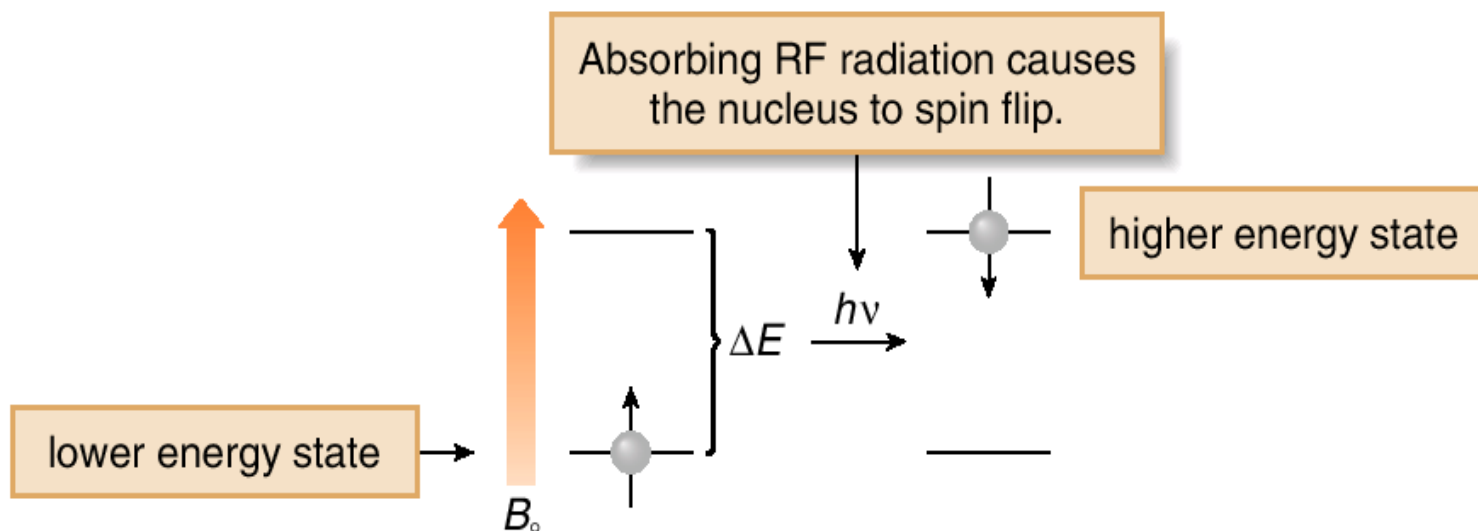 Absorbing RF radiation causes
the nucleus to spin flip.
higher energy state
hν
ΔE
lower energy state
B₀